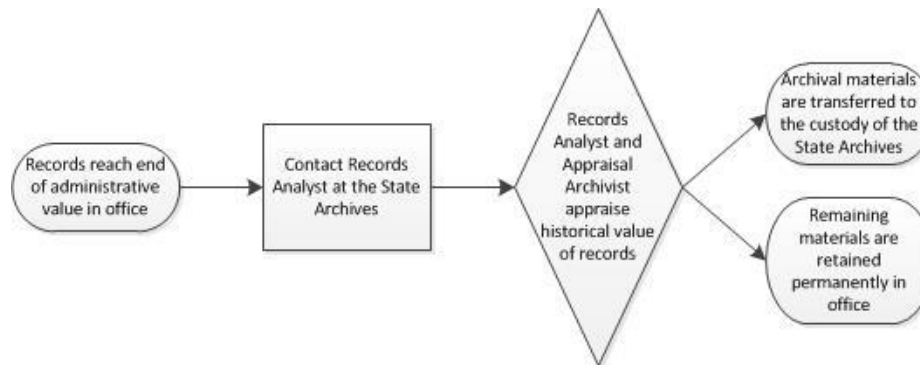 Records reach end
of administrative
value in office
Contact Records
Analyst at the State
Archives
Records
Analyst and
Appraisal
Archivist
appraise
historical value
of records
Archival materials
are transferred to
the custody of the
State Archives
Remaining
materials are
retained
permanently in
office